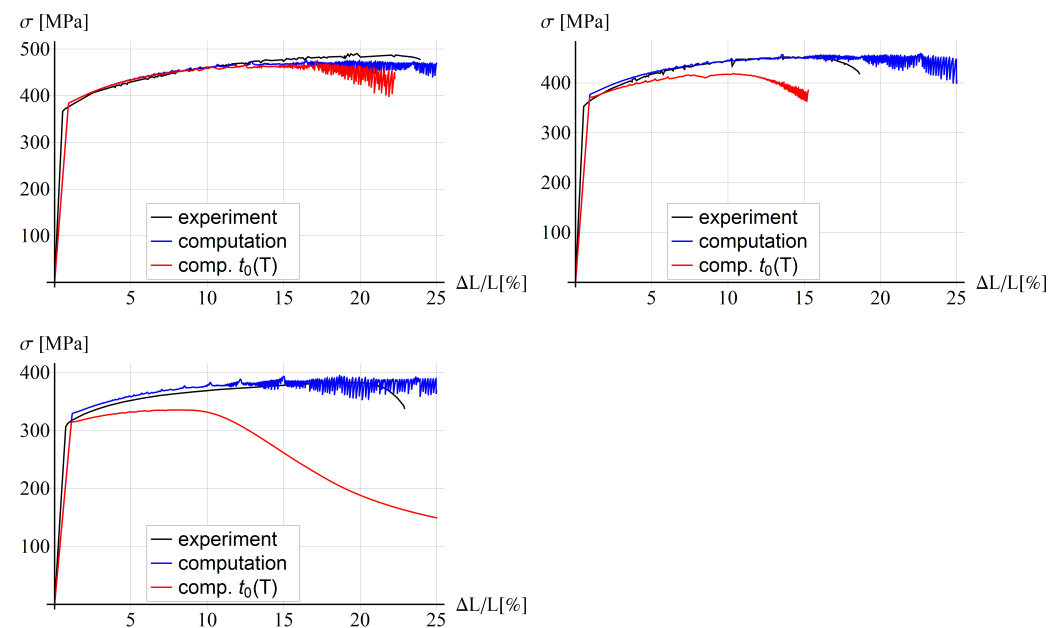 σ [MPa]
500
400
300
200
100
experiment
computation
comp. t₀(T)
5 10 15 20 25 ΔL/L[%]
σ [MPa]
400
300
200
100
experiment
computation
comp. t₀(T)
5 10 15 20 25 ΔL/L[%]
σ [MPa]
400
300
200
100
experiment
computation
comp. t₀(T)
5 10 15 20 25 ΔL/L[%]